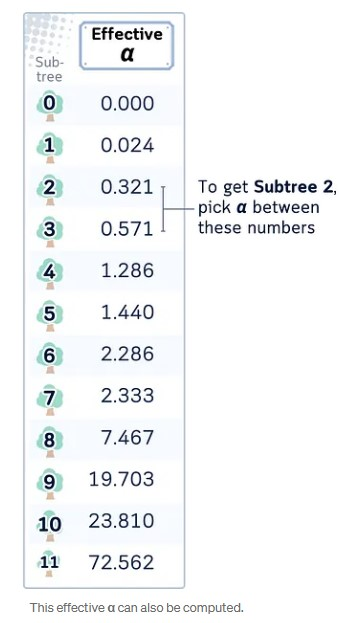 Effective
α
Sub-
tree
0 0.000
1 0.024
2 0.321
3 0.571
To get Subtree 2,
pick α between
these numbers
4 1.286
5 1.440
6 2.286
7 2.333
8 7.467
9 19.703
10 23.810
11 72.562
This effective α can also be computed.